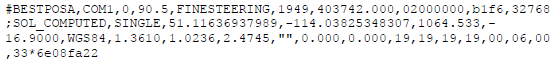 #BESTPOSA,COM1,0,90.5,FINESTEERING,1949,403742.000,02000000,b1f6,32768
;SOL_COMPUTED,SINGLE,51.11636937989,-114.03825348307,1064.533,-
16.9000,WGS84,1.3610,1.0236,2.4745,"",0.000,0.000,19,19,19,19,00,06,00
,33*6e08fa22